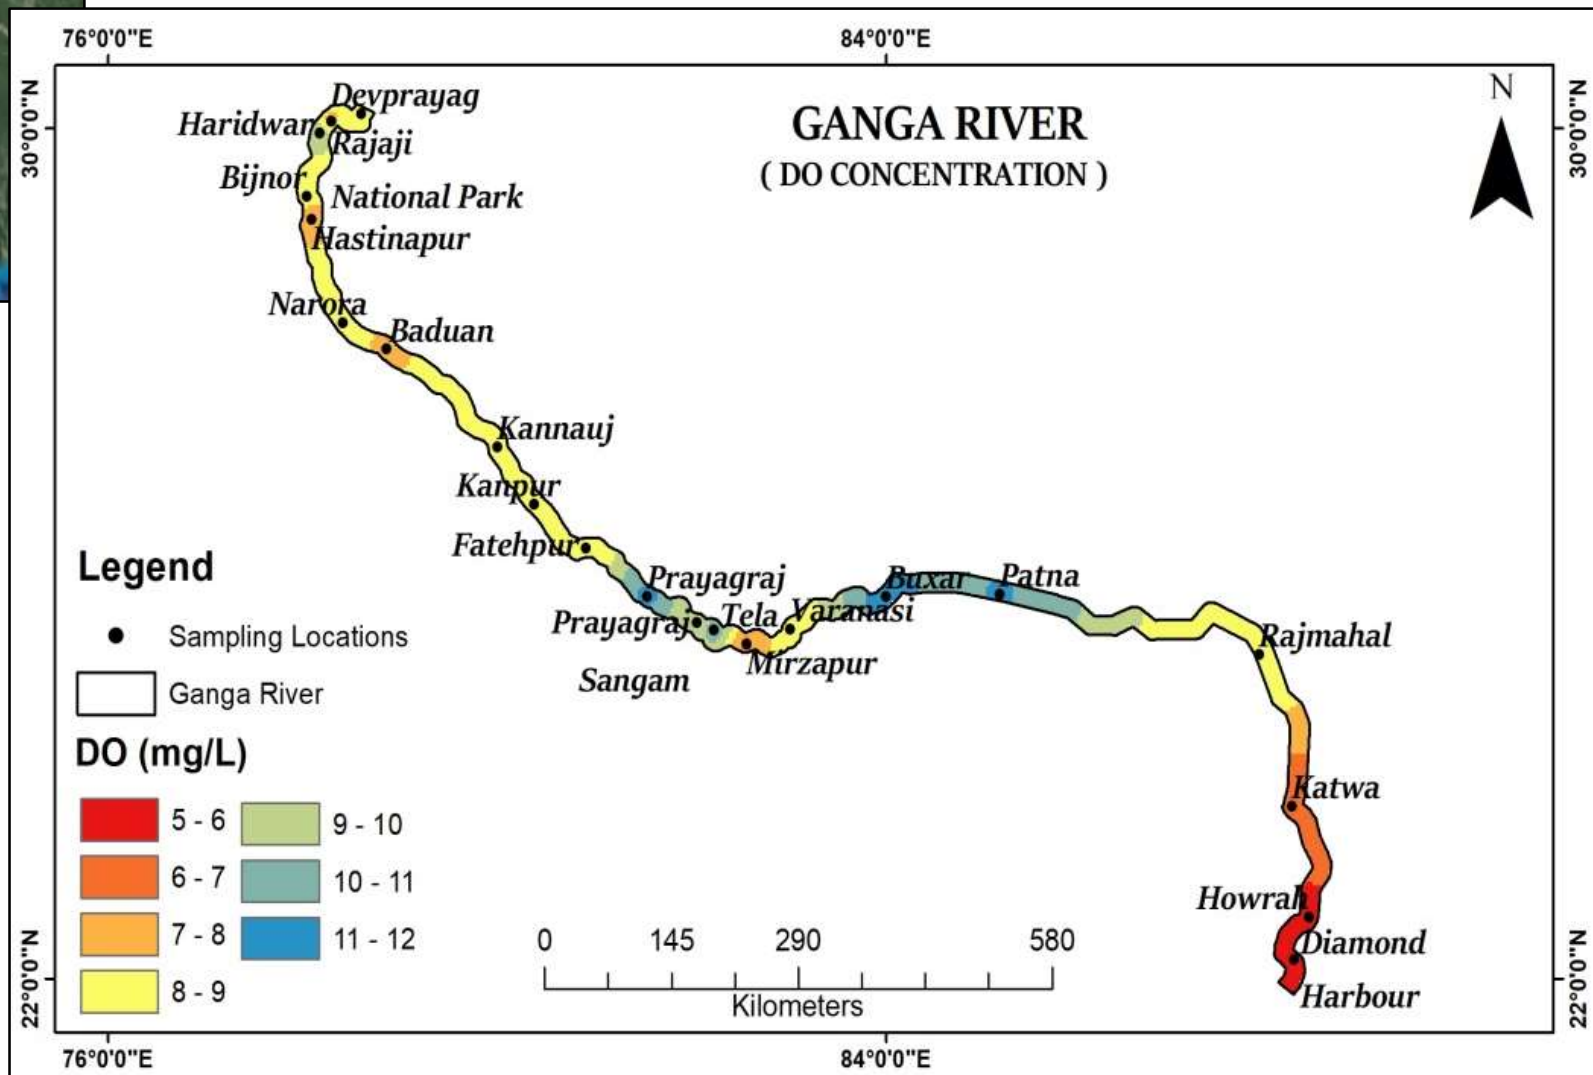 76°0'0"E
84°0'0"E
30°0'0"N
30°0'0"N
N
GANGA RIVER
( DO CONCENTRATION )
Devprayag
Haridwar
Rajaji
Bijnor
National Park
Hastinapur
Narora
Baduan
Kannauj
Kanpur
Fatehpur
Prayagraj
Buxar
Patna
Prayagraj
Tela
Varanasi
Sangam
Mirzapur
Rajmahal
Katwa
Howrah
Diamond
Harbour
Legend
Sampling Locations
Ganga River
DO (mg/L)
5 - 6
6 - 7
7 - 8
8 - 9
9 - 10
10 - 11
11 - 12
0 145 290 580
Kilometers
22°0'0"N
22°0'0"N
76°0'0"E
84°0'0"E